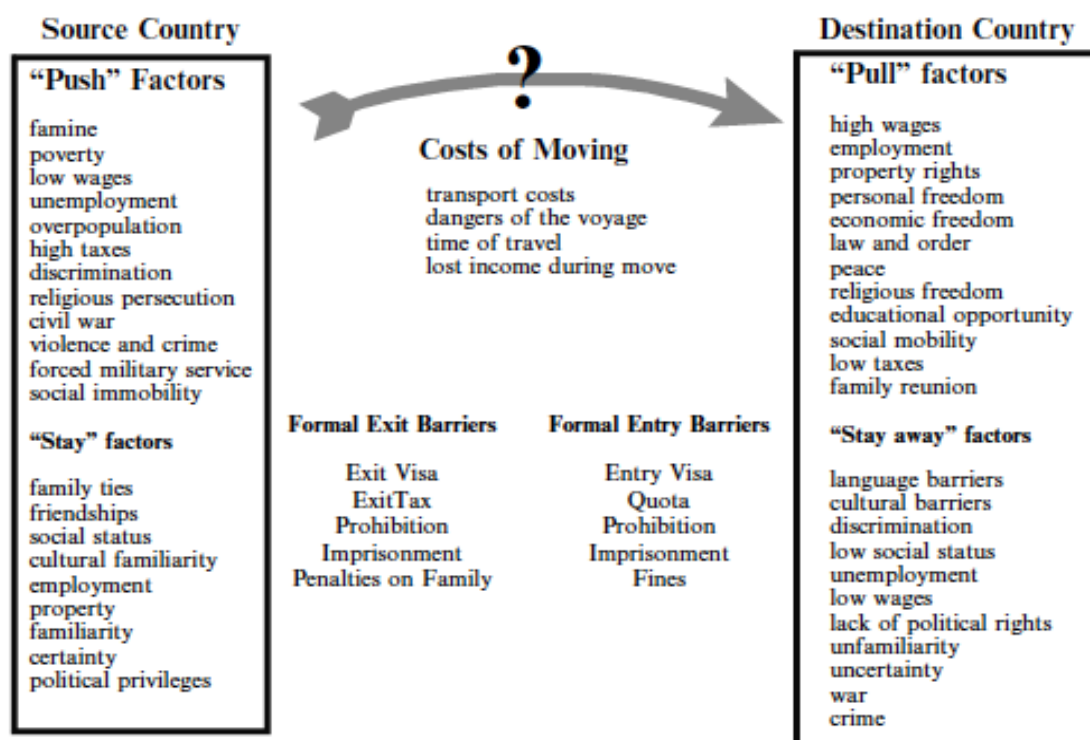 Source Country
"Push" Factors
famine
poverty
low wages
unemployment
overpopulation
high taxes
discrimination
religious persecution
civil war
violence and crime
forced military service
social immobility
"Stay" factors
family ties
friendships
social status
cultural familiarity
employment
property
familiarity
certainty
political privileges
?
Costs of Moving
transport costs
dangers of the voyage
time of travel
lost income during move
Formal Exit Barriers
Exit Visa
ExitTax
Prohibition
Imprisonment
Penalties on Family
Formal Entry Barriers
Entry Visa
Quota
Prohibition
Imprisonment
Fines
Destination Country
"Pull" factors
high wages
employment
property rights
personal freedom
economic freedom
law and order
peace
religious freedom
educational opportunity
social mobility
low taxes
family reunion
"Stay away" factors
language barriers
cultural barriers
discrimination
low social status
unemployment
low wages
lack of political rights
unfamiliarity
uncertainty
war
crime